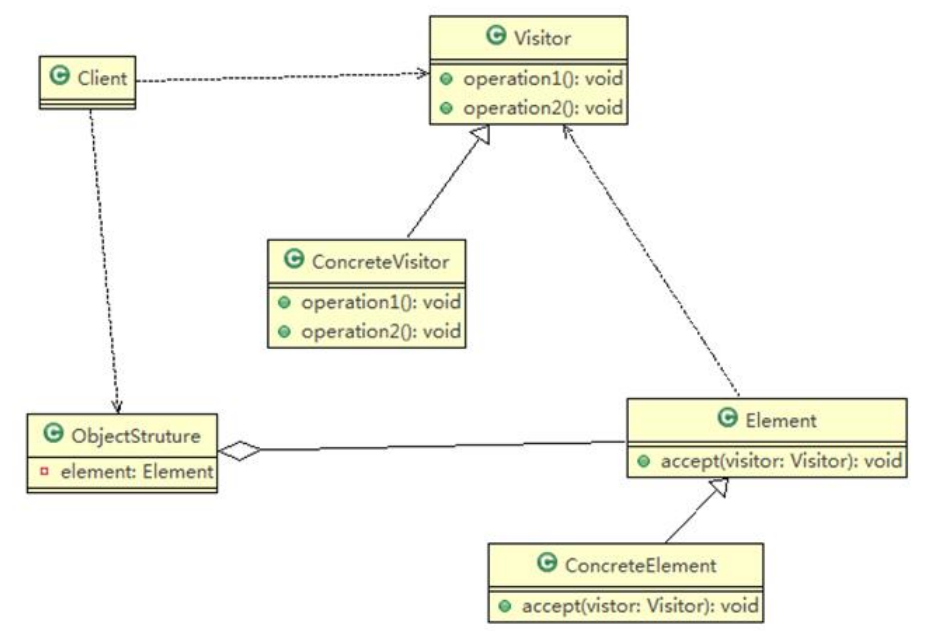 Visitor
operation1(): void
operation2(): void
Client
ConcreteVisitor
operation1(): void
operation2(): void
ObjectStruture
element: Element
Element
accept(visitor: Visitor): void
ConcreteElement
accept(vistor: Visitor): void